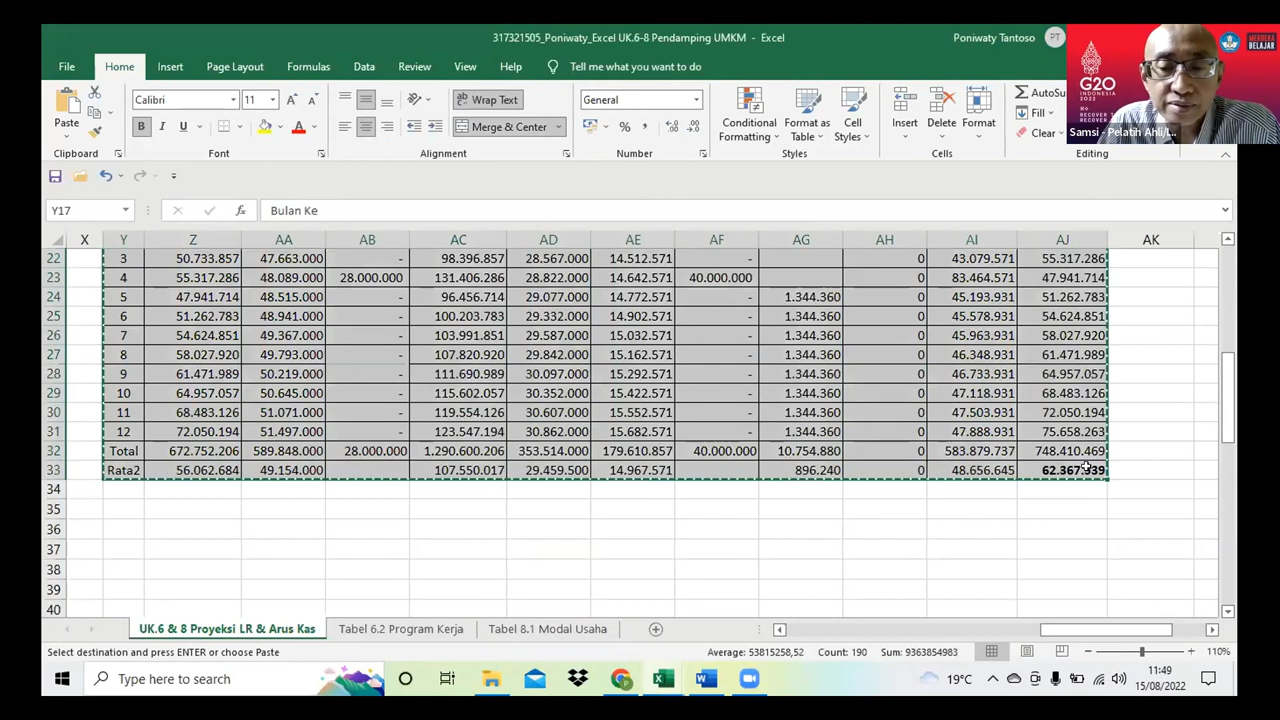 317321505_Poniwaty_Excel UK.6-8 Pendamping UMKM – Excel
Poniwaty Tantoso
PT
G20
INDONESIA
2022
MERDEKA
BELAJAR
Samsi - Pelatih Ahli/I...
File Home Insert Page Layout Formulas Data Review View Help Tell me what you want to do
Paste
Calibri 11
B I U
Wrap Text
Merge & Center
General
Conditional Formatting
Format as Table
Cell Styles
Insert Delete Format
AutoSu
Fill
Clear
Clipboard Font Alignment Number Styles Cells Editing
Y17 fx Bulan Ke
X Y Z AA AB AC AD AE AF AG AH AI AJ AK
22 3 50.733.857 47.663.000 - 98.396.857 28.567.000 14.512.571 - 0 43.079.571 55.317.286
23 4 55.317.286 48.089.000 28.000.000 131.406.286 28.822.000 14.642.571 40.000.000 0 83.464.571 47.941.714
24 5 47.941.714 48.515.000 - 96.456.714 29.077.000 14.772.571 - 1.344.360 0 45.193.931 51.262.783
25 6 51.262.783 48.941.000 - 100.203.783 29.332.000 14.902.571 - 1.344.360 0 45.578.931 54.624.851
26 7 54.624.851 49.367.000 - 103.991.851 29.587.000 15.032.571 - 1.344.360 0 45.963.931 58.027.920
27 8 58.027.920 49.793.000 - 107.820.920 29.842.000 15.162.571 - 1.344.360 0 46.348.931 61.471.989
28 9 61.471.989 50.219.000 - 111.690.989 30.097.000 15.292.571 - 1.344.360 0 46.733.931 64.957.057
29 10 64.957.057 50.645.000 - 115.602.057 30.352.000 15.422.571 - 1.344.360 0 47.118.931 68.483.126
30 11 68.483.126 51.071.000 - 119.554.126 30.607.000 15.552.571 - 1.344.360 0 47.503.931 72.050.194
31 12 72.050.194 51.497.000 - 123.547.194 30.862.000 15.682.571 - 1.344.360 0 47.888.931 75.658.263
32 Total 672.752.206 589.848.000 28.000.000 1.290.600.206 353.514.000 179.610.857 40.000.000 10.754.880 0 583.879.737 748.410.469
33 Rata2 56.062.684 49.154.000 107.550.017 29.459.500 14.967.571 896.240 0 48.656.645
34
35
36
37
38
39
40
UK.6 & 8 Proyeksi LR & Arus Kas Tabel 6.2 Program Kerja Tabel 8.1 Modal Usaha
Select destination and press ENTER or choose Paste Average: 53815258,52 Count: 190 Sum: 9363854983 110%
Type here to search
19°C
11:49
15/08/2022